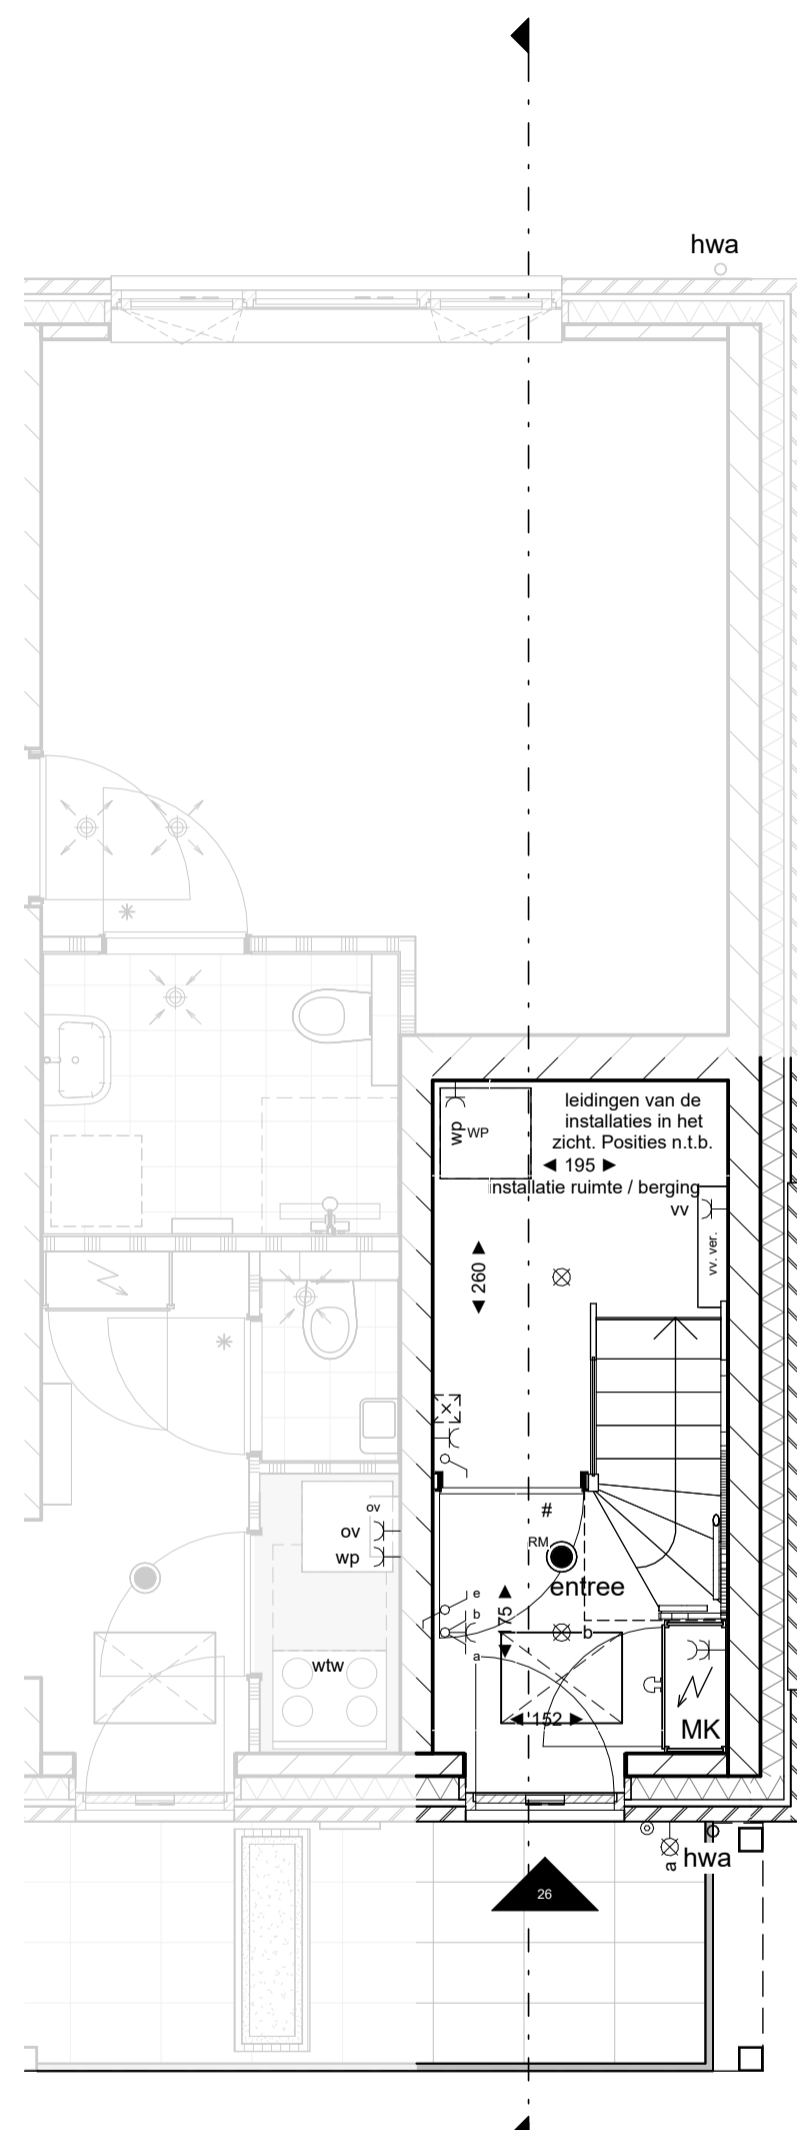 hwa
leidingen van de
installaties in het
zicht. Posities n.t.b.
wp
WP
◄ 195 ►
installatie ruimte / berging
vv
vv. ver.
◄ 260 ►
ov
ov
wp
#
RM
entree
e
b
75
b
a
wtw
152
MK
a
hwa
26